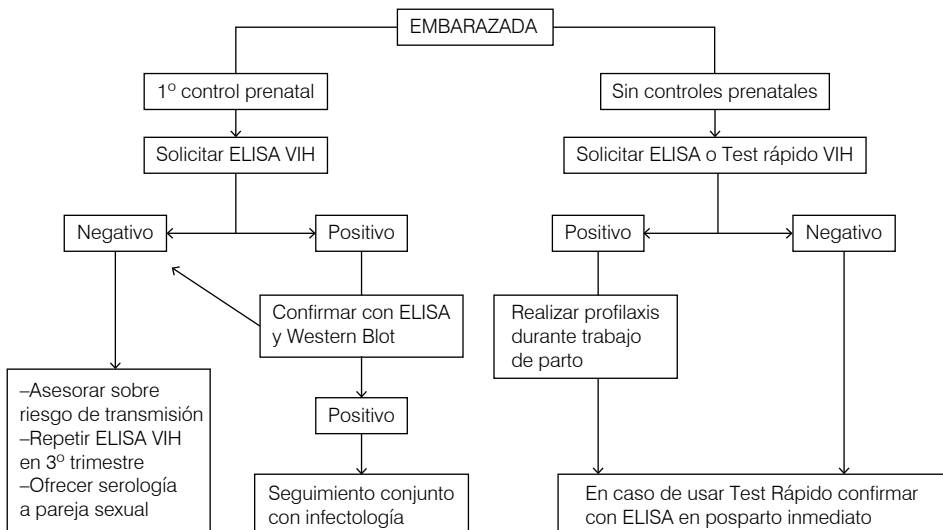 EMBARAZADA
1º control prenatal
Sin controles prenatales
Solicitar ELISA VIH
Solicitar ELISA o Test rápido VIH
Negativo
Positivo
Positivo
Negativo
Confirmar con ELISA
y Western Blot
Realizar profilaxis
durante trabajo
de parto
–Asesorar sobre
riesgo de transmisión
–Repetir ELISA VIH
en 3º trimestre
–Ofrecer serología
a pareja sexual
Positivo
Seguimiento conjunto
con infectología
En caso de usar Test Rápido confirmar
con ELISA en posparto inmediato